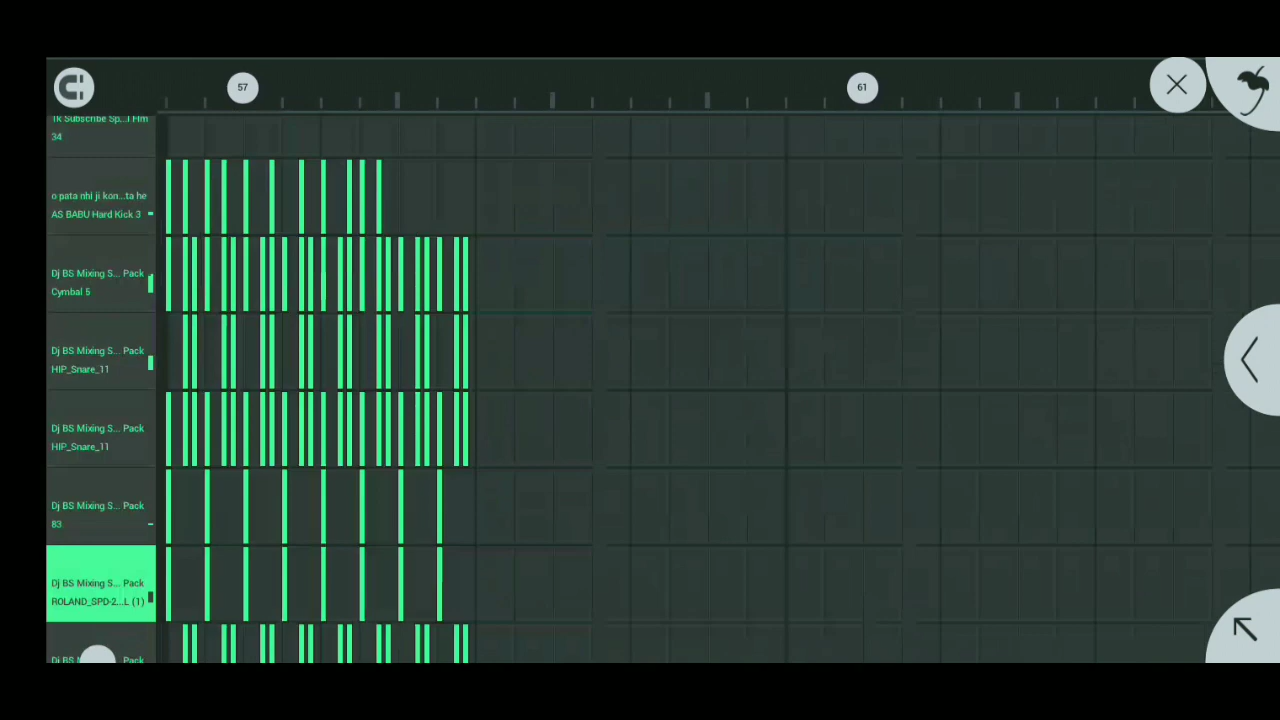 57
61
1k Subscribe Sp...l Hm
34
o pata nhi ji kon...ta he
AS BABU Hard Kick 3
Dj BS Mixing S... Pack
Cymbal 5
Dj BS Mixing S... Pack
HIP_Snare_11
Dj BS Mixing S... Pack
HIP_Snare_11
Dj BS Mixing S... Pack
83
Dj BS Mixing S... Pack
ROLAND_SPD-2...L (1)
Pack